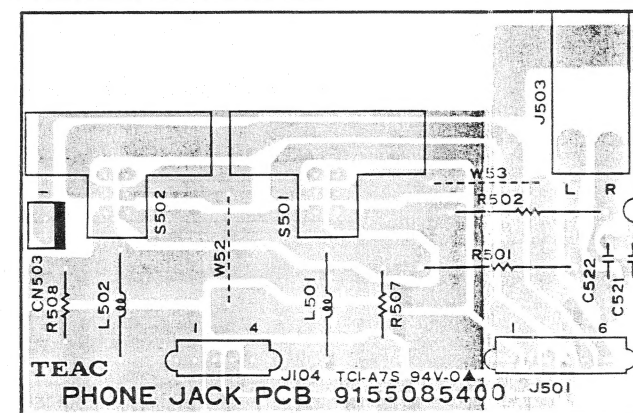 J503
W53
L R
R502
S502
S501
W52
R501
CN503
R508
L502
L501
R507
C522
C521
1
1 4
1 6
TEAC
J104
TCI-A7S 94V-0▲
J501
PHONE JACK PCB 9155085400